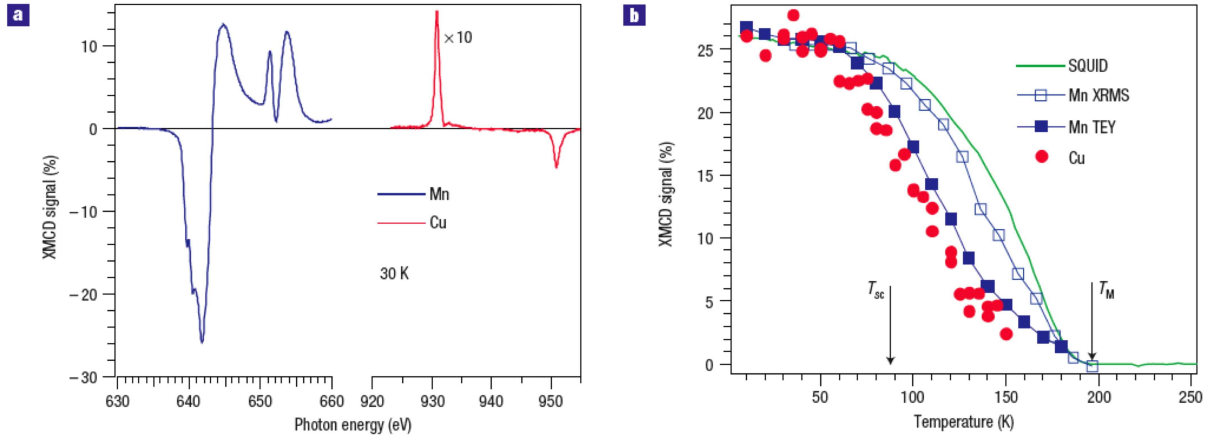 a
10
0
−10
−20
−30
XMCD signal (%)
×10
Mn
Cu
30 K
630 640 650 660 920 930 940 950
Photon energy (eV)
b
25
20
15
10
5
0
XMCD signal (%)
SQUID
Mn XRMS
Mn TEY
Cu
Tsc
TM
50 100 150 200 250
Temperature (K)